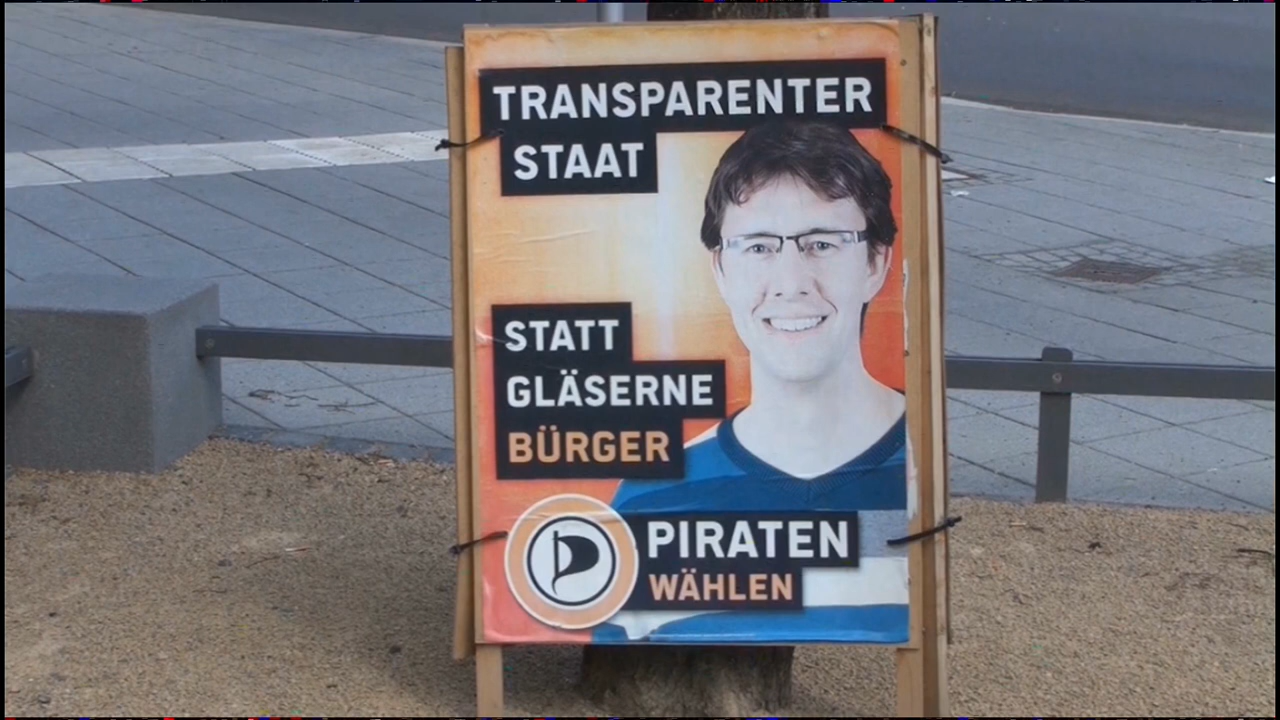 TRANSPARENTER
STAAT
STATT
GLÄSERNE
BÜRGER
PIRATEN
WÄHLEN